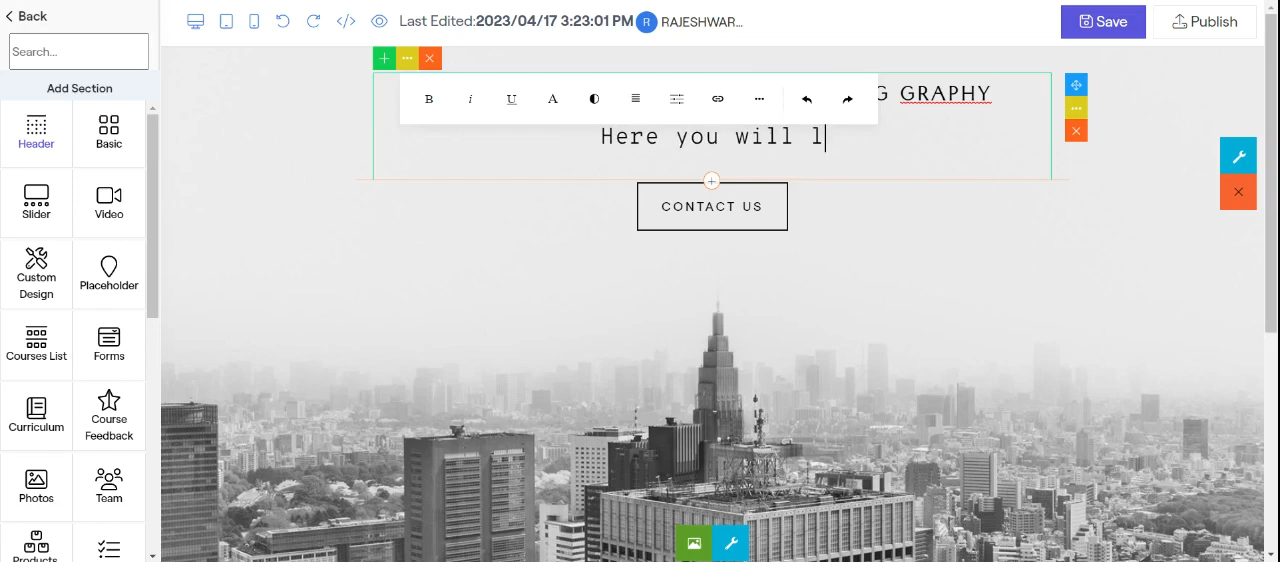 Back
Last Edited:2023/04/17 3:23:01 PM R RAJESHWAR...
Save
Publish
Search...
Add Section
Header
Basic
Slider
Video
Custom Design
Placeholder
Courses List
Forms
Curriculum
Course Feedback
Photos
Team
Products
B i U A
G GRAPHY
Here you will l
CONTACT US